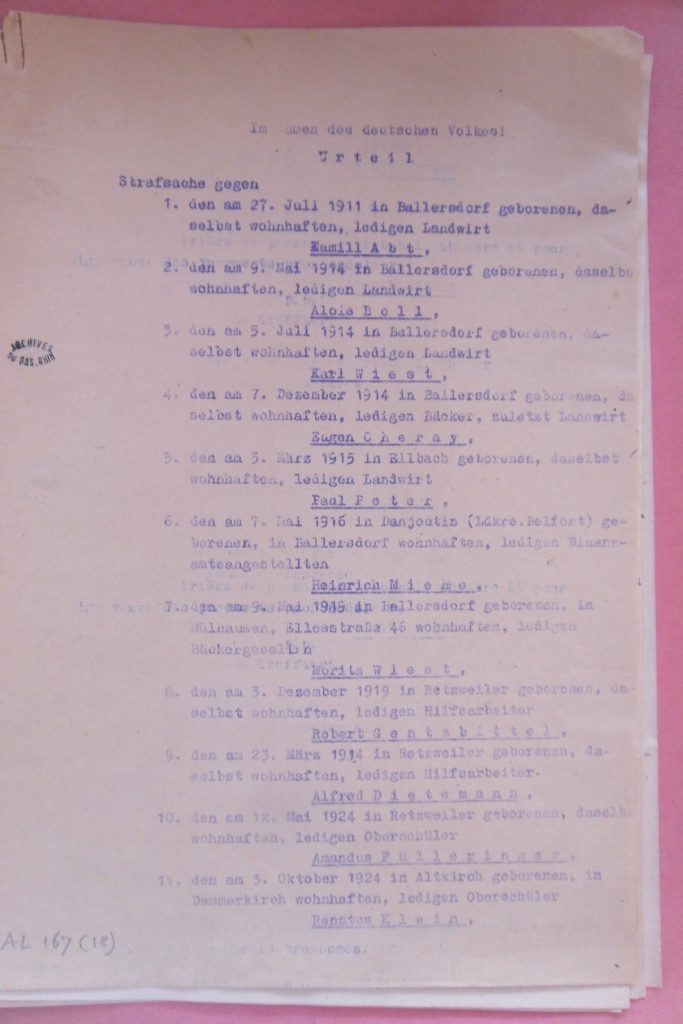 Im Namen des deutschen Volkes!
Urteil
Strafsache gegen
1. den am 27. Juli 1911 in Ballersdorf geborenen, da-
selbst wohnhaften, ledigen Landwirt
Kamill Abt,
2. den am 9. Mai 1914 in Ballersdorf geborenen, daselbst
wohnhaften, ledigen Landwirt
Alois Boll,
3. den am 5. Juli 1914 in Ballersdorf geborenen, da-
selbst wohnhaften, ledigen Landwirt
Karl Wiest,
4. den am 7. Dezember 1914 in Ballersdorf geborenen, da
selbst wohnhaften, ledigen Bäcker, zuletzt Landwirt
Eugen Cheray,
5. den am 5. März 1915 in Ellbach geborenen, daselbst
wohnhaften, ledigen Landwirt
Paul Peter,
6. den am 7. Mai 1916 in Danjoutin (Ldkrs.Belfort) ge-
borenen, in Ballersdorf wohnhaften, ledigen Finanz-
amtsangestellten
Heinrich
7. den am 9. Mai in Ballersdorf geborenen, in
Mülhausen, 46 wohnhaften, ledigen
Bäckergesellen
Moritz Wiest,
8. den am 3. Dezember 1919 in Retzweiler geborenen, da
selbst wohnhaften, ledigen Hilfsarbeiter
Robert Gentzbittel,
9. den am 23. März 1914 in Retzweiler geborenen, da-
selbst wohnhaften, ledigen Hilfsarbeiter
Alfred Dietemann,
10. den am 12. Mai 1924 in Retzweiler geborenen, daselbst
wohnhaften, ledigen Oberschüler
Amandus Fülleringer,
11. den am 3. Oktober 1924 in Altkirch geborenen, in
Dammerkirch wohnhaften, ledigen Oberschüler
Renatus Klein,
ARCHIVES
DU BAS-RHIN
AL 167 (18)